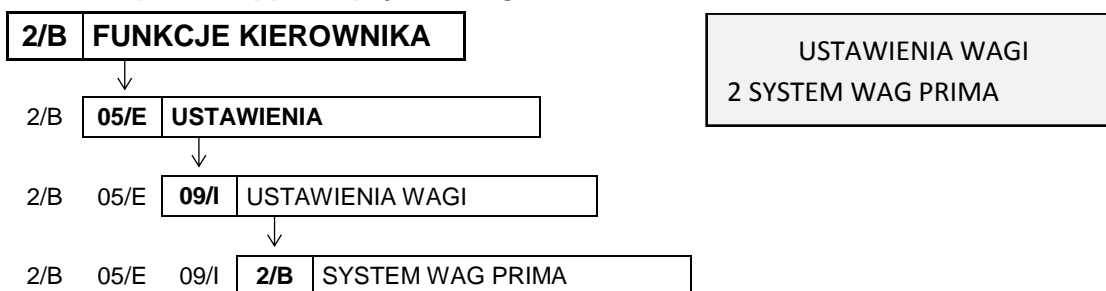 2/B FUNKCJE KIEROWNIKA
USTAWIENIA WAGI
2 SYSTEM WAG PRIMA
2/B 05/E USTAWIENIA
2/B 05/E 09/I USTAWIENIA WAGI
2/B 05/E 09/I 2/B SYSTEM WAG PRIMA